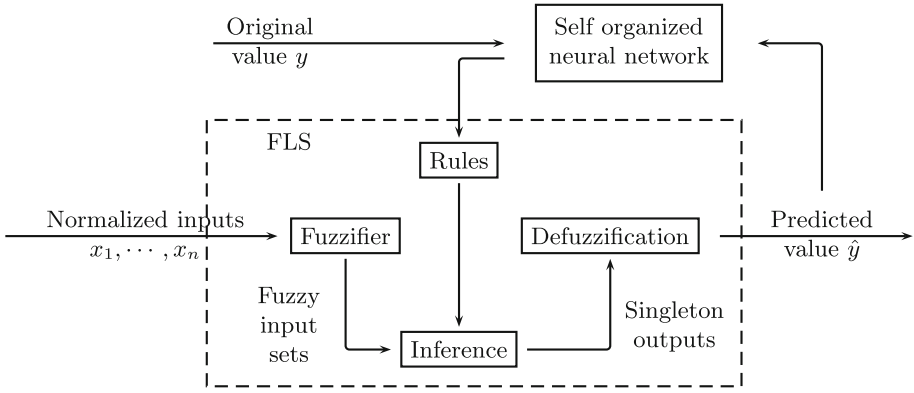 Original
value y
Self organized
neural network
FLS
Rules
Normalized inputs
x₁, ⋯ , xₙ
Fuzzifier
Defuzzification
Predicted
value ŷ
Fuzzy
input
sets
Singleton
outputs
Inference